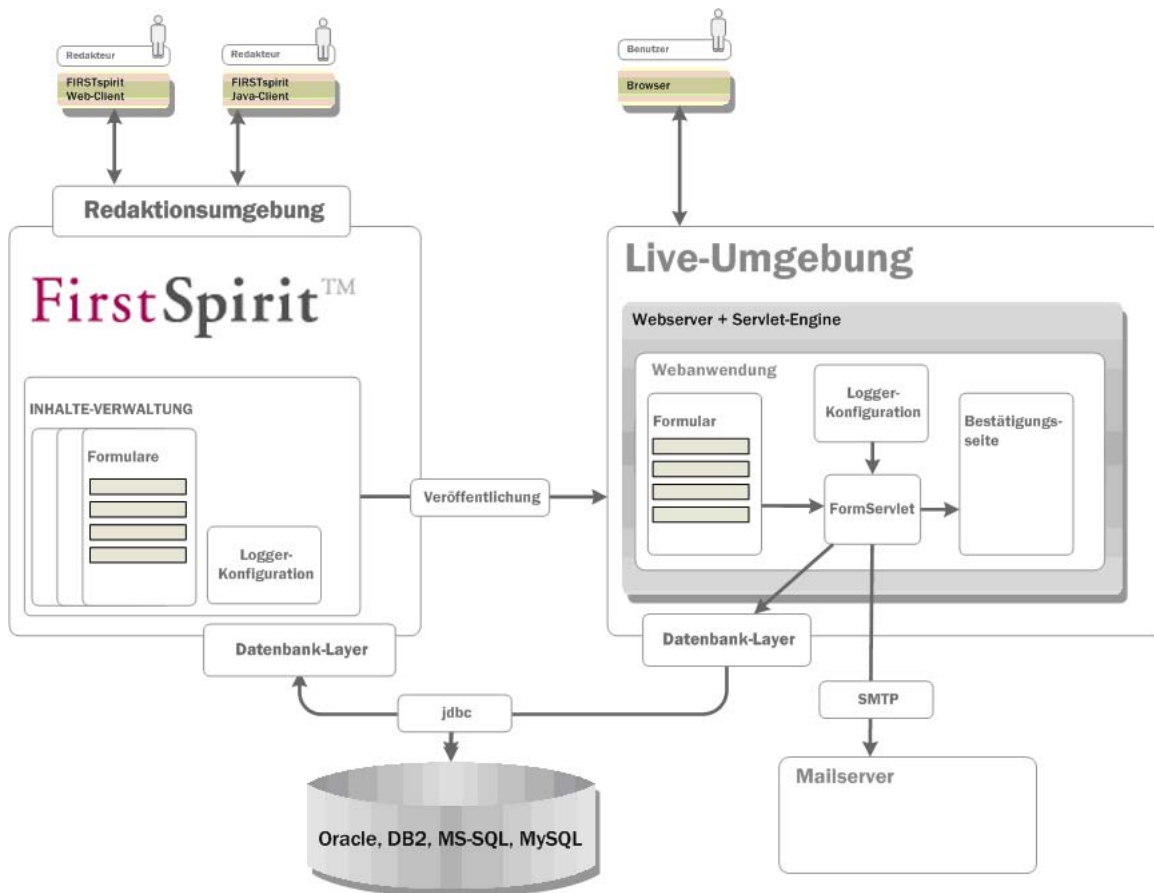 Redakteur
FIRSTspirit
Web-Client
Redakteur
FIRSTspirit
Java-Client
Benutzer
Browser
Redaktionsumgebung
FirstSpirit™
INHALTE-VERWALTUNG
Formulare
Logger-
Konfiguration
Datenbank-Layer
Veröffentlichung
Live-Umgebung
Webserver + Servlet-Engine
Webanwendung
Formular
Logger-
Konfiguration
FormServlet
Bestätigungs-
seite
Datenbank-Layer
jdbc
SMTP
Oracle, DB2, MS-SQL, MySQL
Mailserver